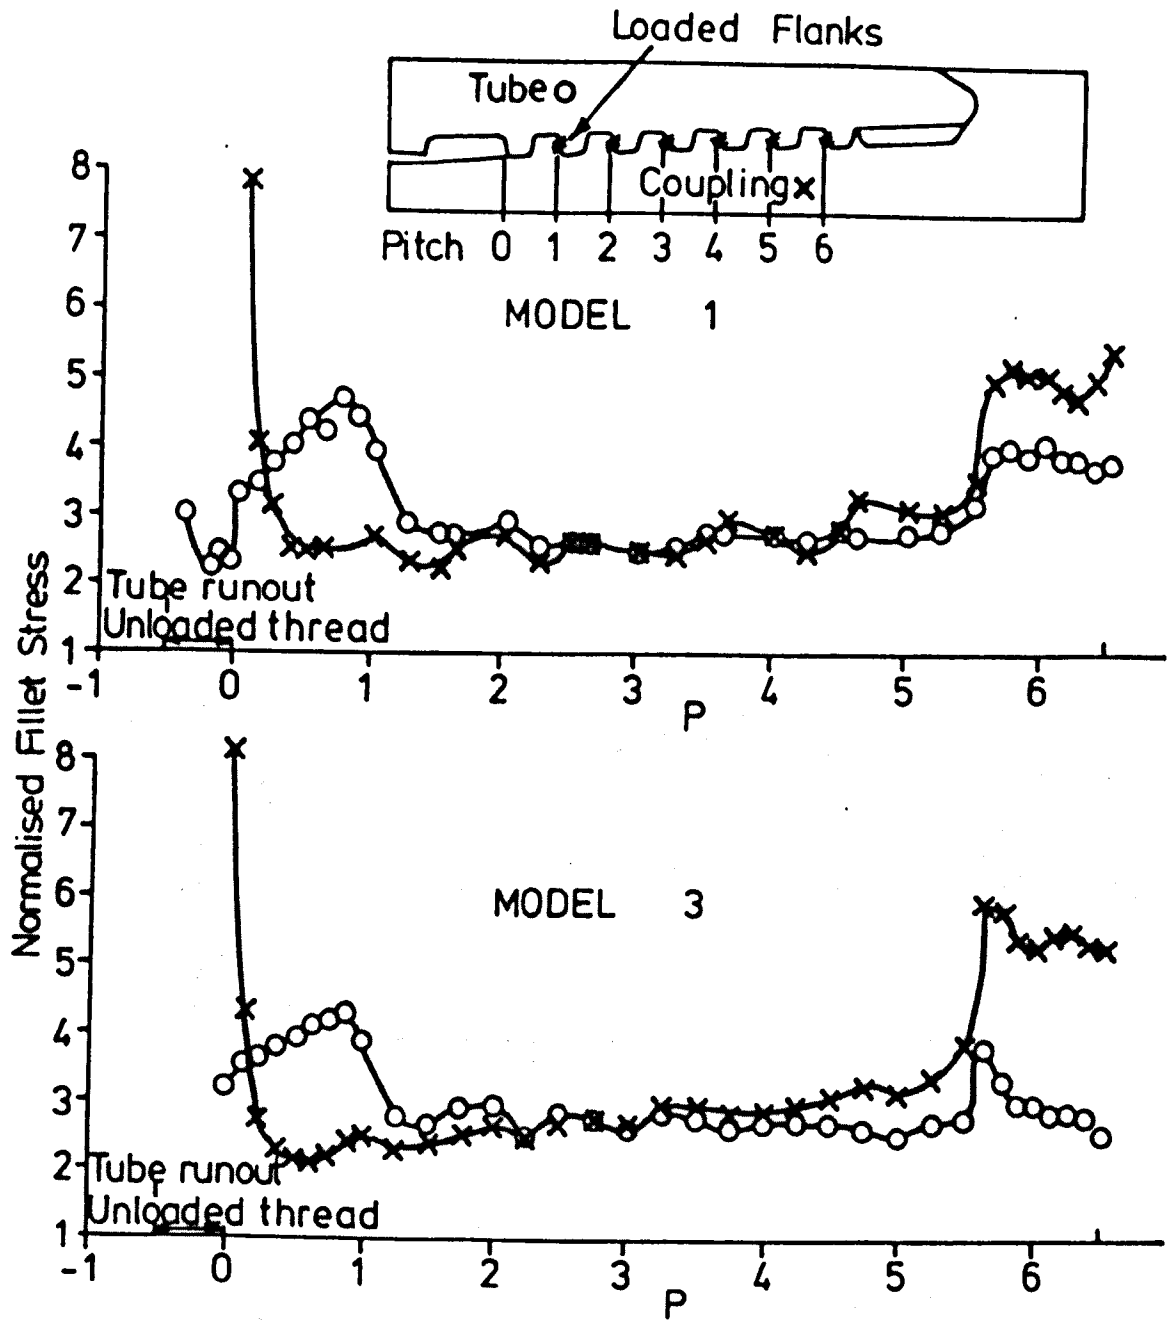 Loaded Flanks
Tube o
Coupling x
Pitch 0 1 2 3 4 5 6
MODEL 1
8
7
6
5
4
3
2
1
Tube runout
Unloaded thread
-1 0 1 2 3 4 5 6
P
Normalised Fillet Stress
MODEL 3
8
7
6
5
4
3
2
1
Tube runout
Unloaded thread
-1 0 1 2 3 4 5 6
P